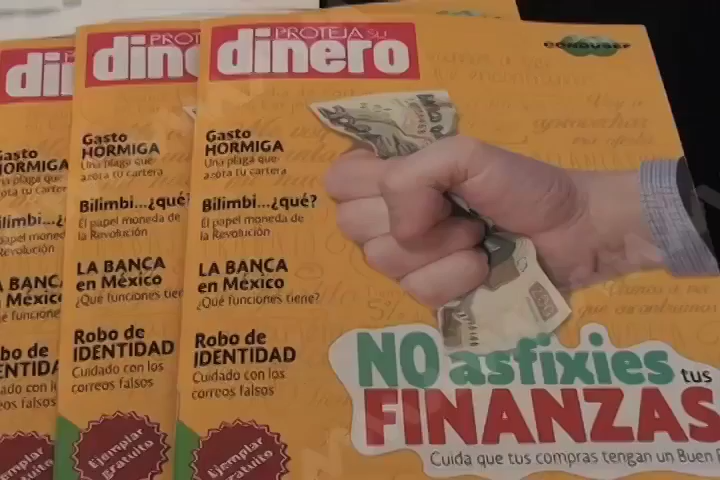 PROTEJA SU
dinero
CONDUSEF
Gasto
HORMIGA
Una plaga que
azota tu cartera
Bilimbi...¿qué?
El papel moneda de
la Revolución
LA BANCA
en México
¿Qué funciones tiene?
Robo de
IDENTIDAD
Cuidado con los
correos falsos
Ejemplar
gratuito
NO asfixies tus
FINANZAS
Cuida que tus compras tengan un Buen